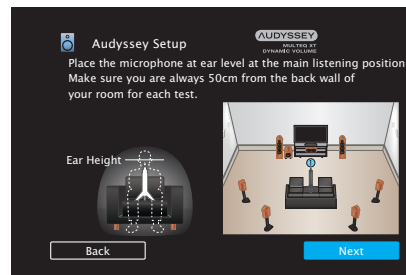 Audyssey Setup
AUDYSSEY
MULTEQ XT
DYNAMIC VOLUME
Place the microphone at ear level at the main listening position.
Make sure you are always 50cm from the back wall of
your room for each test.
Ear Height
Back
Next